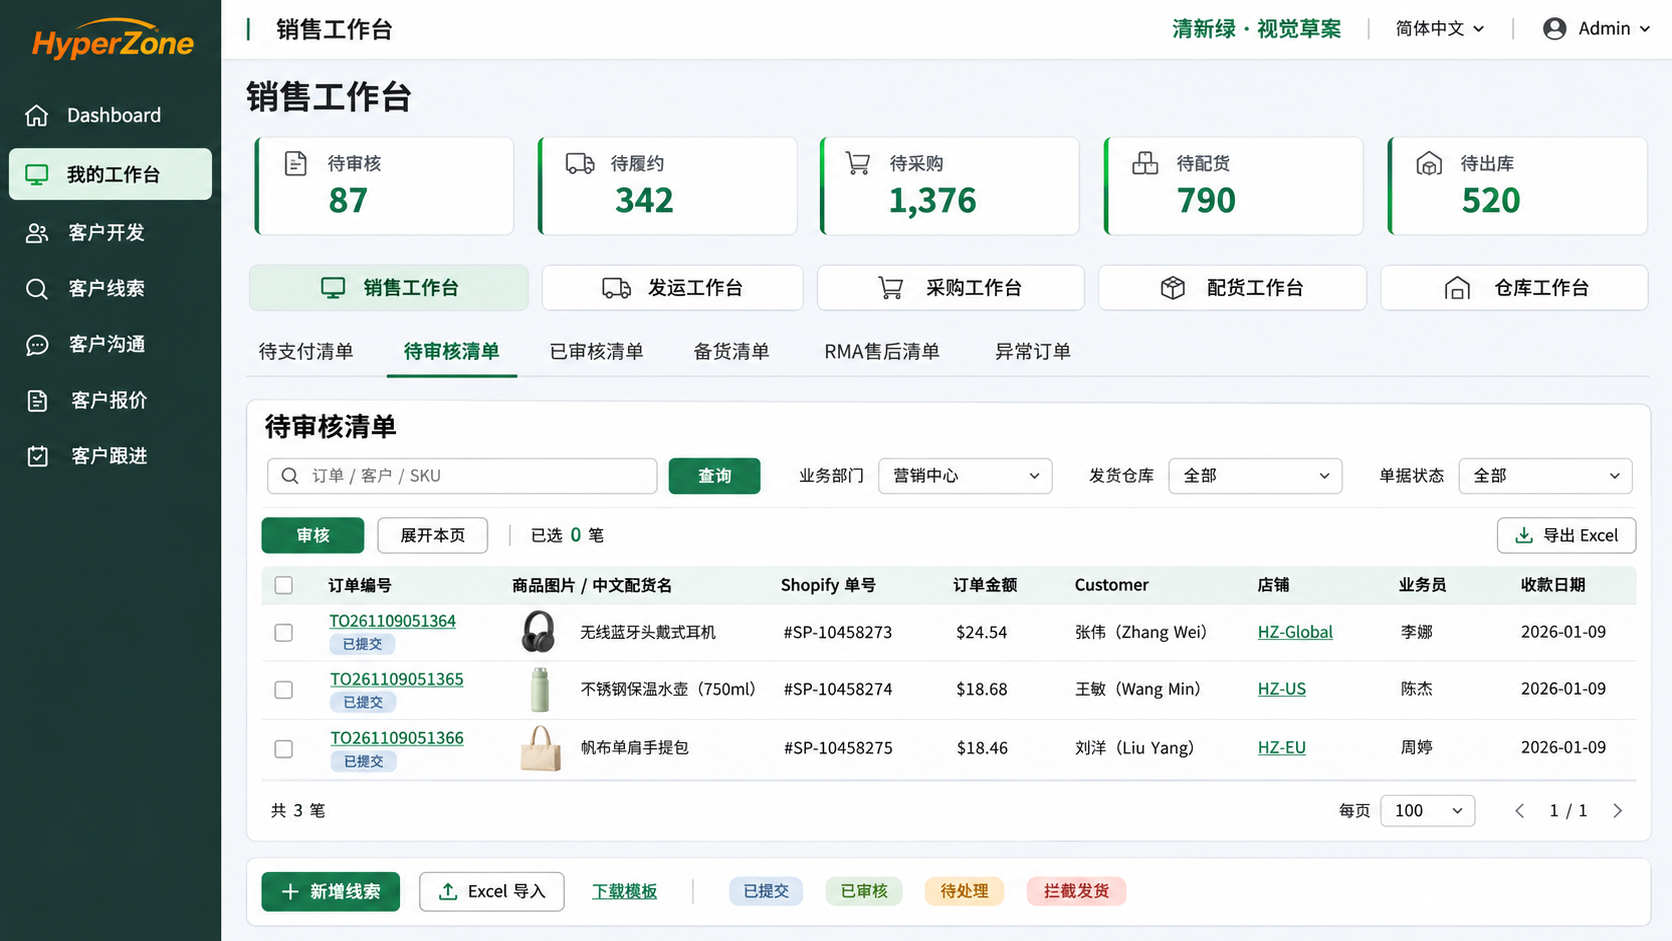 HyperZone
销售工作台
清新绿 · 视觉草案
简体中文
Admin
Dashboard
我的工作台
客户开发
客户线索
客户沟通
客户报价
客户跟进
销售工作台
待审核
87
待履约
342
待采购
1,376
待配货
790
待出库
520
销售工作台
发运工作台
采购工作台
配货工作台
仓库工作台
待支付清单
待审核清单
已审核清单
备货清单
RMA售后清单
异常订单
待审核清单
订单 / 客户 / SKU
查询
业务部门
营销中心
发货仓库
全部
单据状态
全部
审核
展开本页
已选 0 笔
导出 Excel
订单编号 商品图片 / 中文配货名 Shopify 单号 订单金额 Customer 店铺 业务员 收款日期
TO261109051364
已提交
无线蓝牙头戴式耳机 #SP-10458273 $24.54 张伟（Zhang Wei） HZ-Global 李娜 2026-01-09
TO261109051365
已提交
不锈钢保温水壶（750ml） #SP-10458274 $18.68 王敏（Wang Min） HZ-US 陈杰 2026-01-09
TO261109051366
已提交
帆布单肩手提包 #SP-10458275 $18.46 刘洋（Liu Yang） HZ-EU 周婷 2026-01-09
共 3 笔
每页 100
1 / 1
新增线索
Excel 导入
下载模板
已提交
已审核
待处理
拦截发货